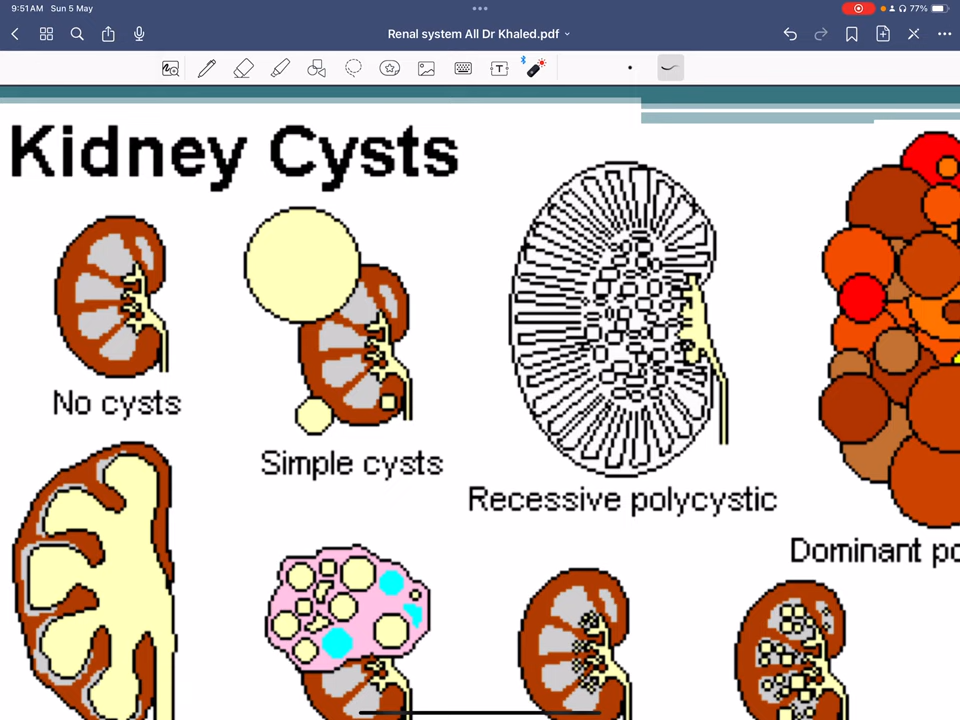 9:51 AM Sun 5 May
77%
Renal system All Dr Khaled.pdf
Kidney Cysts
No cysts
Simple cysts
Recessive polycystic
Dominant po